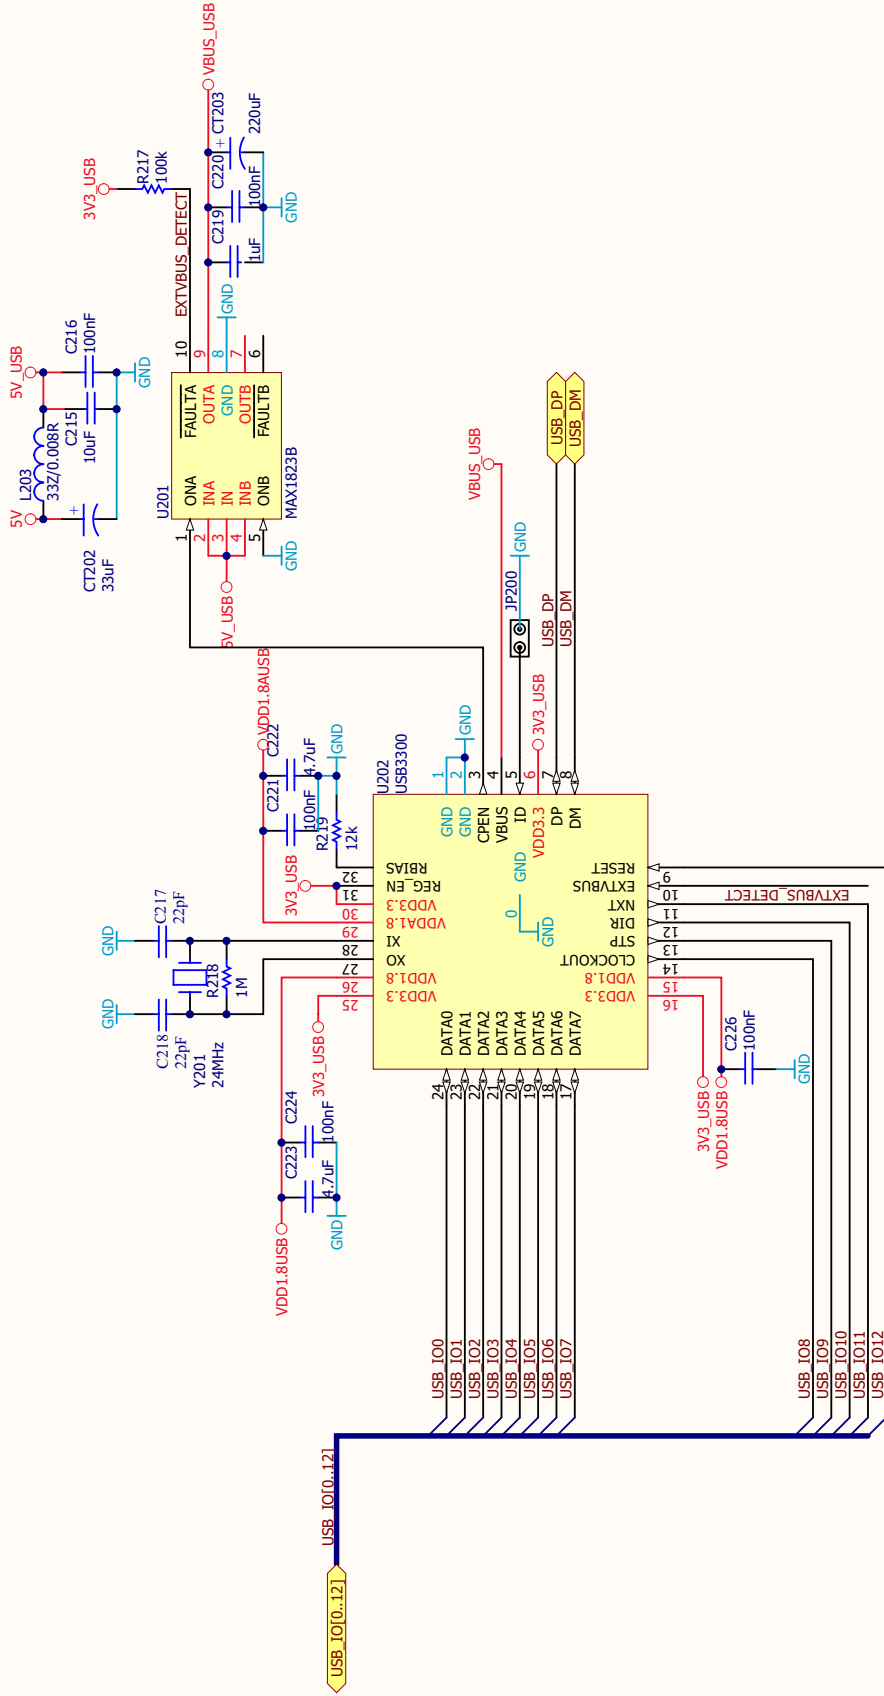 USB_IO[0..12]
USB_IO[0..12]
USB_IO0
USB_IO1
USB_IO2
USB_IO3
USB_IO4
USB_IO5
USB_IO6
USB_IO7
USB_IO8
USB_IO9
USB_IO10
USB_IO11
USB_IO12
VDD1.8USB
C223
4.7uF
C224
100nF
GND
3V3_USB
Y201
24MHz
C218
22pF
GND
R218
1M
C217
22pF
GND
3V3_USB
C221
100nF
C222
4.7uF
VDD1.8AUSB
R219
12k
GND
U202
USB3300
24
DATA0
23
DATA1
22
DATA2
21
DATA3
20
DATA4
19
DATA5
18
DATA6
17
DATA7
25
VDD3.3
26
VDD1.8
27
XO
28
XI
29
VDDA1.8
30
VDD3.3
31
REG_EN
32
RBIAS
GND
1
GND
2
CPEN
3
VBUS
4
ID
5
VDD3.3
6
DP
7
DM
8
0
GND
GND
RESET
9
EXTVBUS
10
NXT
11
DIR
12
STP
13
CLOCKOUT
14
VDD1.8
15
VDD3.3
16
EXTVBUS_DETECT
3V3_USB
VDD1.8USB
C226
100nF
GND
GND
3V3_USB
JP200
GND
VBUS_USB
USB_DP
USB_DM
USB_DP
USB_DM
5V
CT202
33uF
+
L203
33Z/0.008R
5V_USB
C215
10uF
C216
100nF
GND
5V_USB
GND
U201
MAX1823B
1
ONA
2
INA
3
IN
4
INB
5
ONB
FAULTA
10
OUTA
9
GND
8
OUTB
7
FAULTB
6
GND
EXTVBUS_DETECT
3V3_USB
R217
100k
C219
1uF
C220
100nF
+
CT203
220uF
GND
VBUS_USB